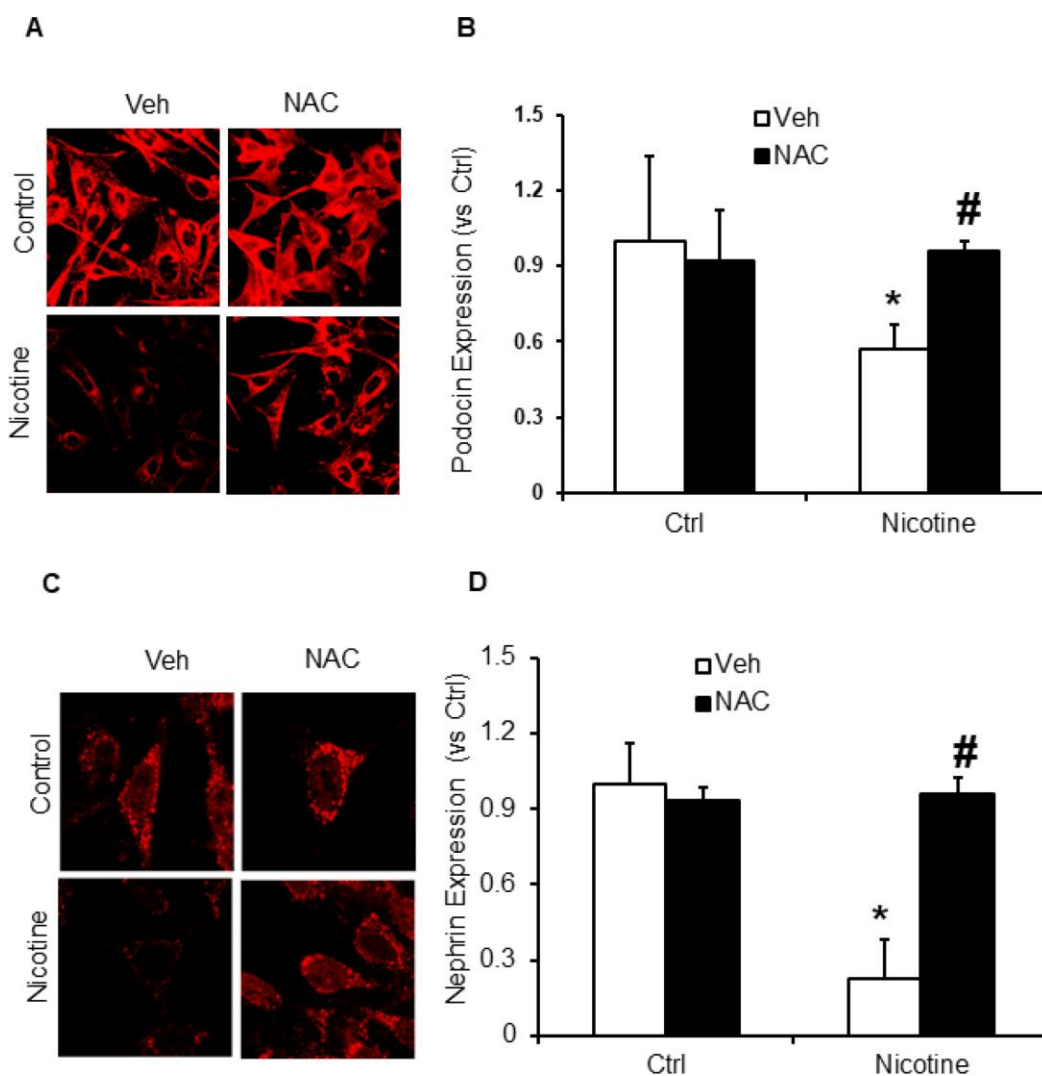 A
Veh NAC
Control
Nicotine
B
Podocin Expression (vs Ctrl)
1.5
1.2
0.9
0.6
0.3
0
Veh
NAC
*
#
Ctrl Nicotine
C
Veh NAC
Control
Nicotine
D
Nephrin Expression (vs Ctrl)
1.5
1.2
0.9
0.6
0.3
0
Veh
NAC
*
#
Ctrl Nicotine